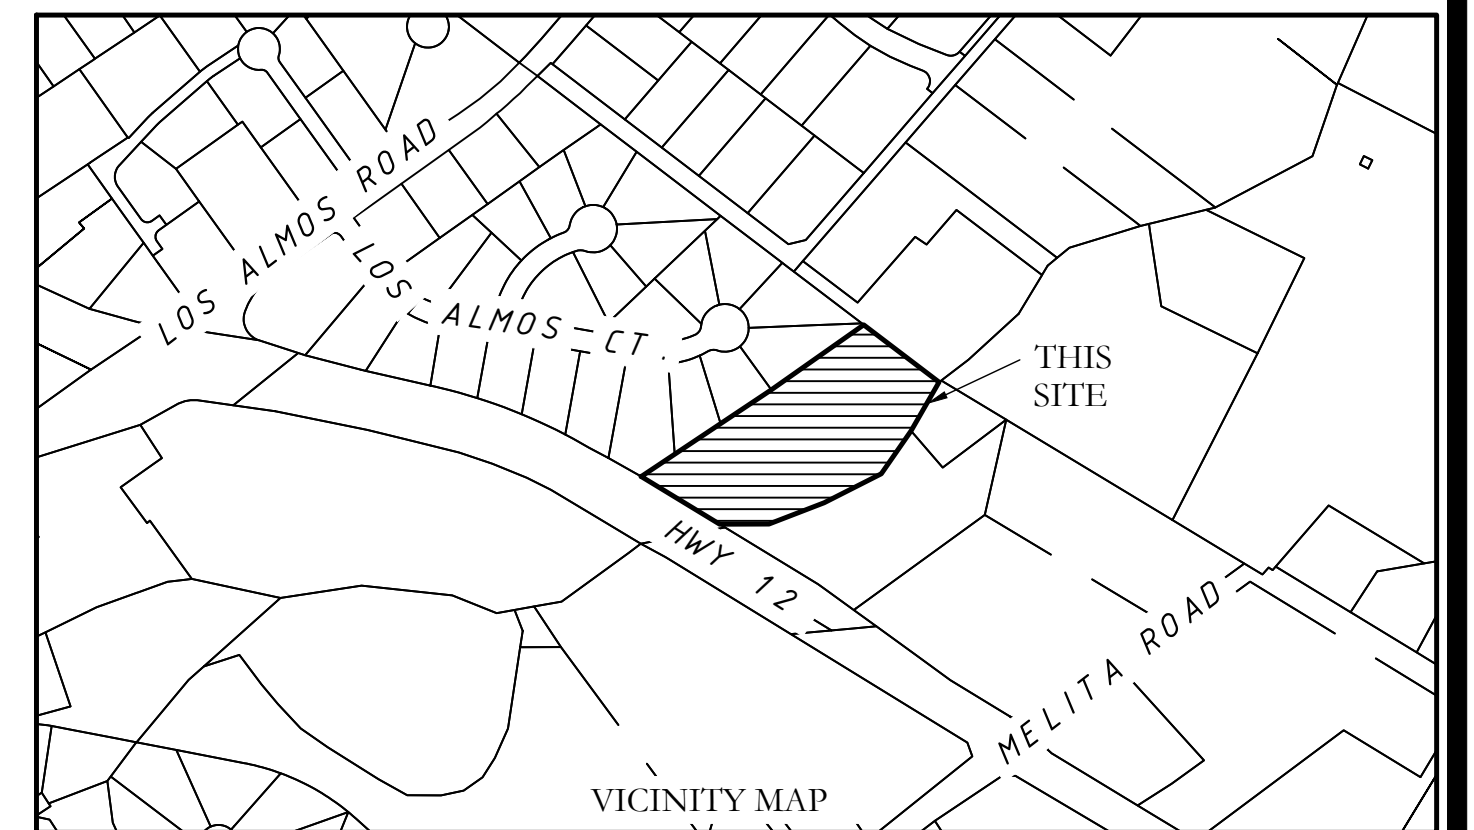 LOS ALMOS ROAD
LOS ALMOS CT.
THIS
SITE
HWY 12
MELITA ROAD
VICINITY MAP